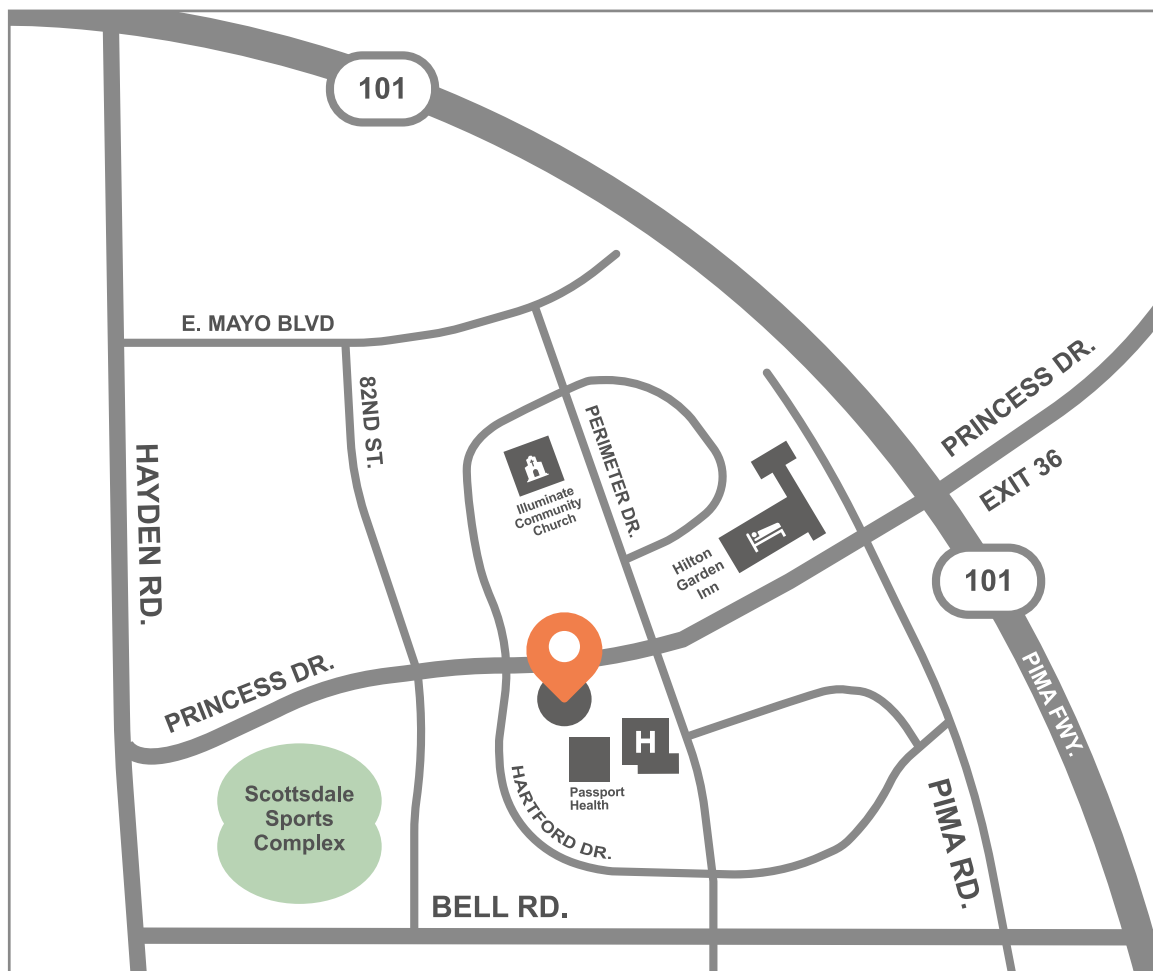 101
E. MAYO BLVD
82ND ST.
HAYDEN RD.
PERIMETER DR.
PRINCESS DR.
EXIT 36
Illuminate
Community
Church
Hilton
Garden
Inn
101
PIMA FWY.
PRINCESS DR.
H
Passport
Health
HARTFORD DR.
Scottsdale
Sports
Complex
PIMA RD.
BELL RD.